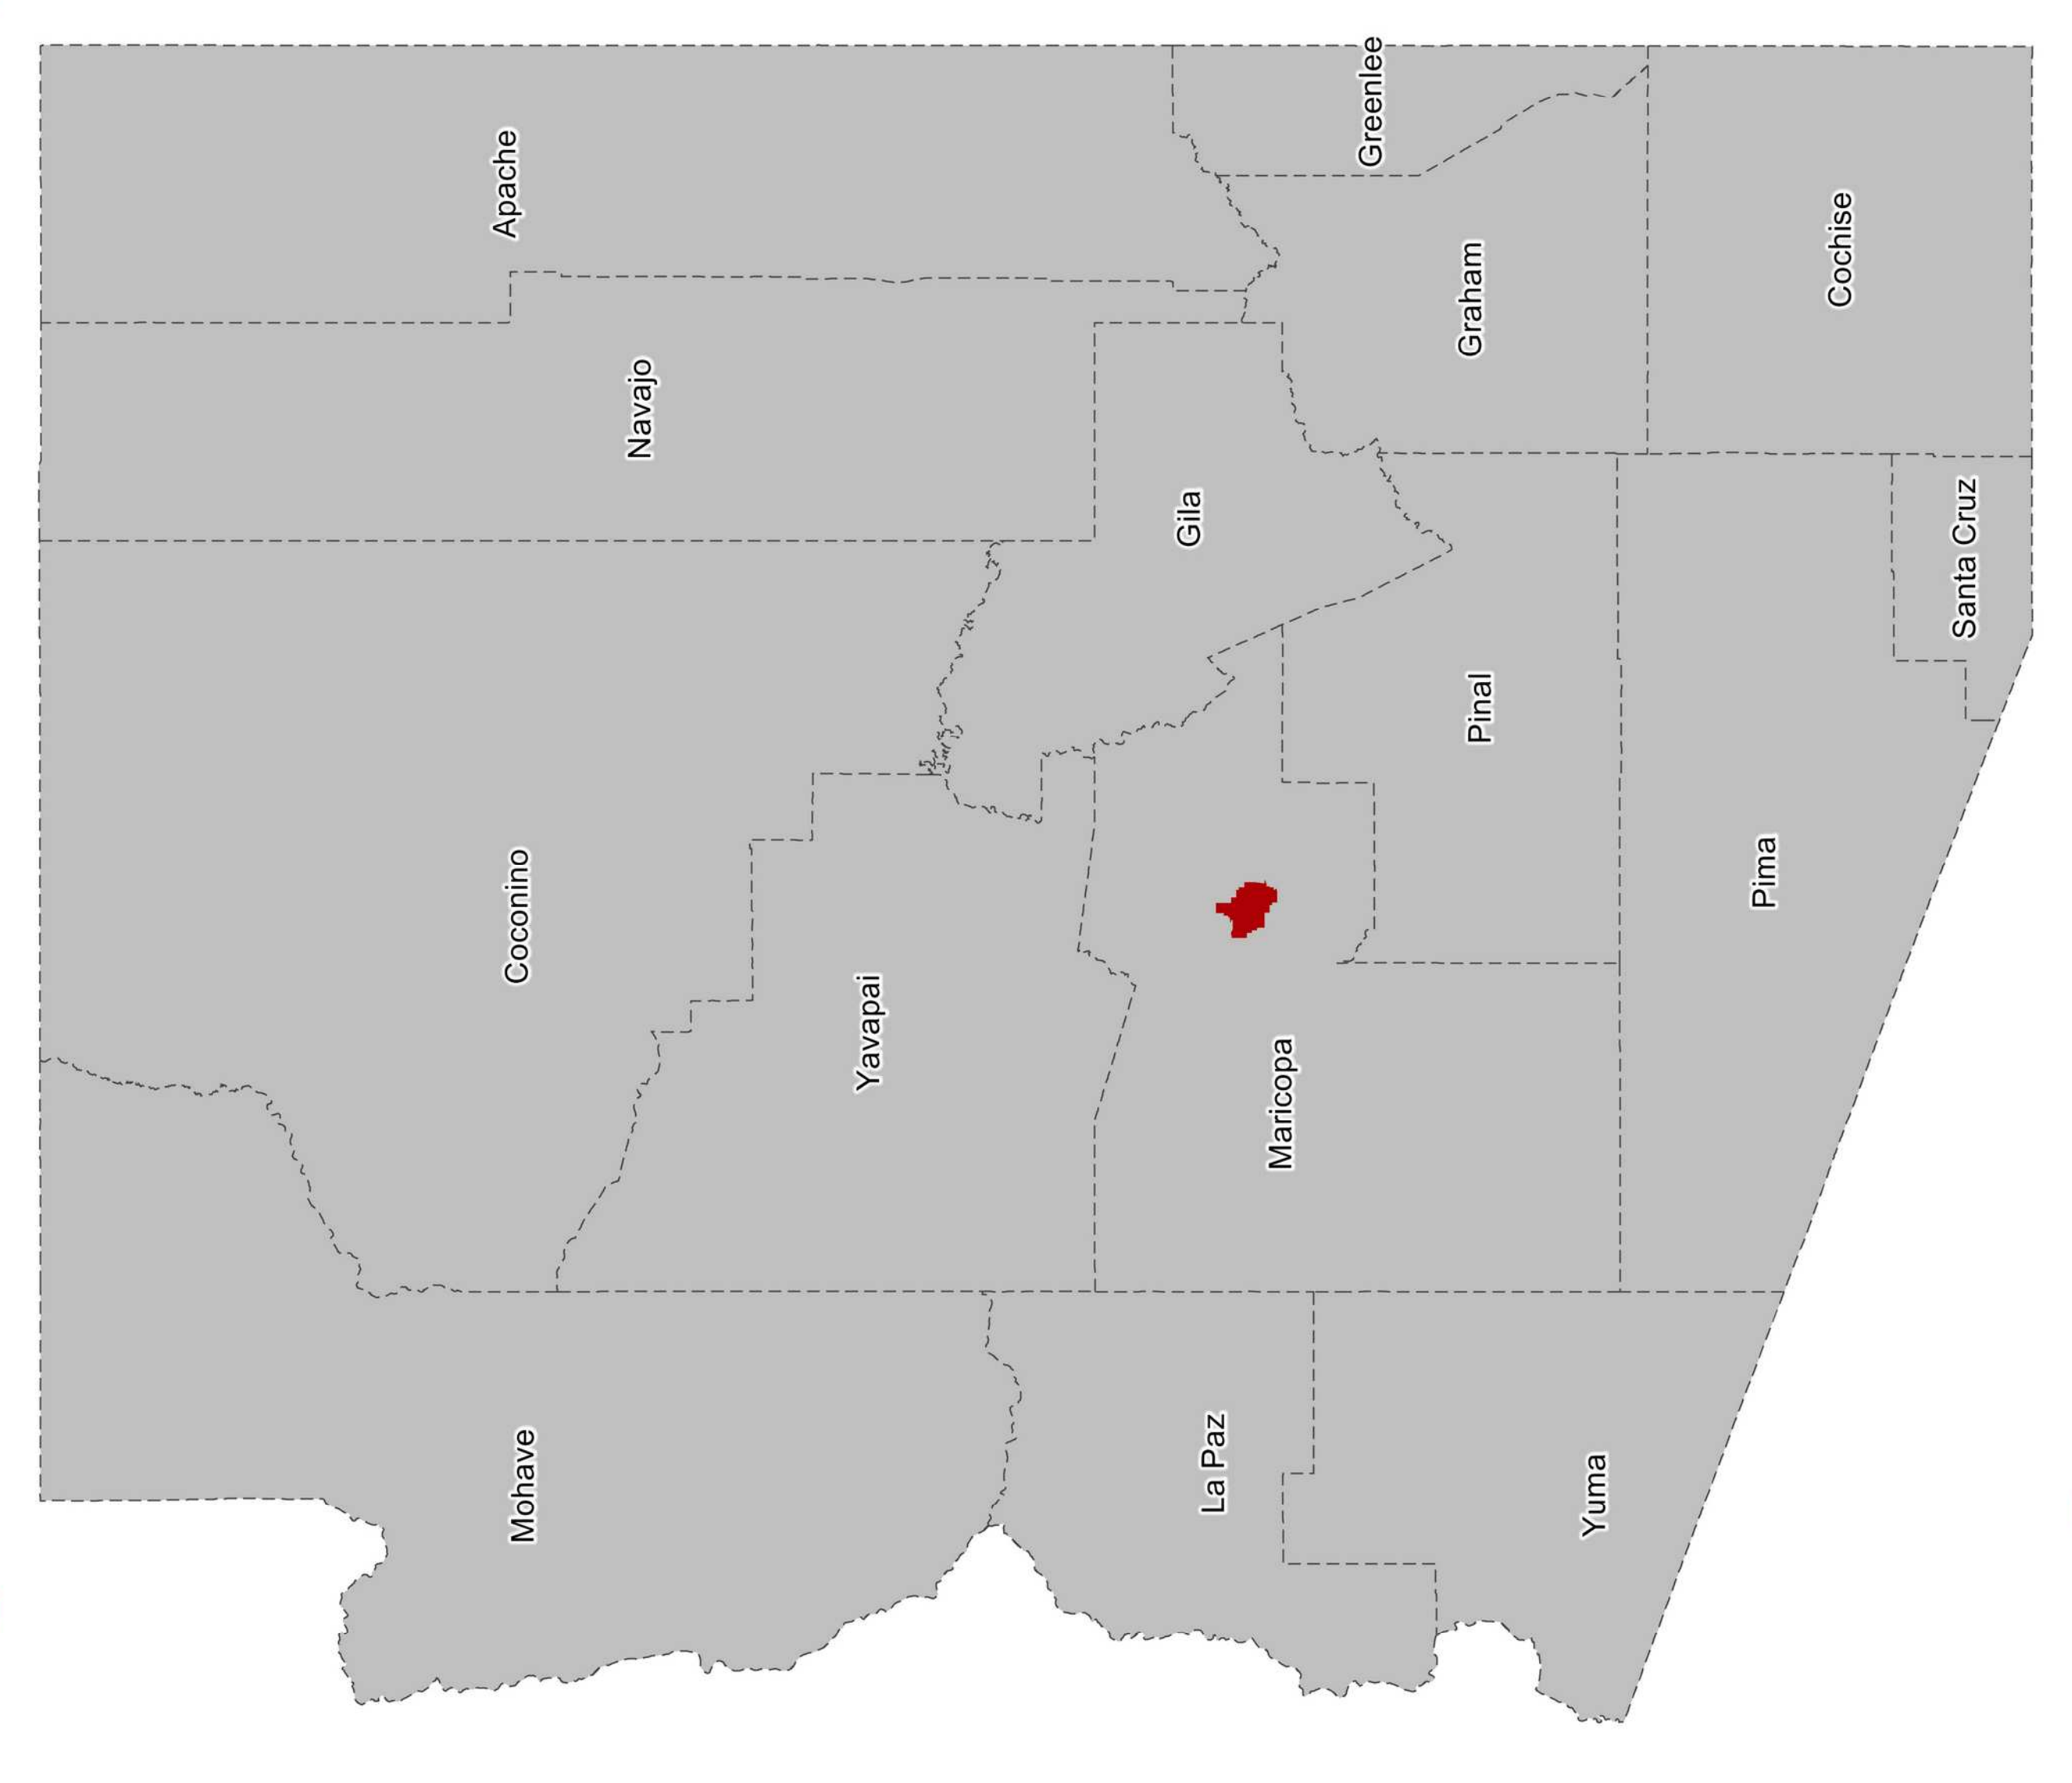 Mohave
Coconino
Navajo
Apache
Yavapai
Gila
La Paz
Maricopa
Greenlee
Graham
Pinal
Yuma
Pima
Cochise
Santa Cruz